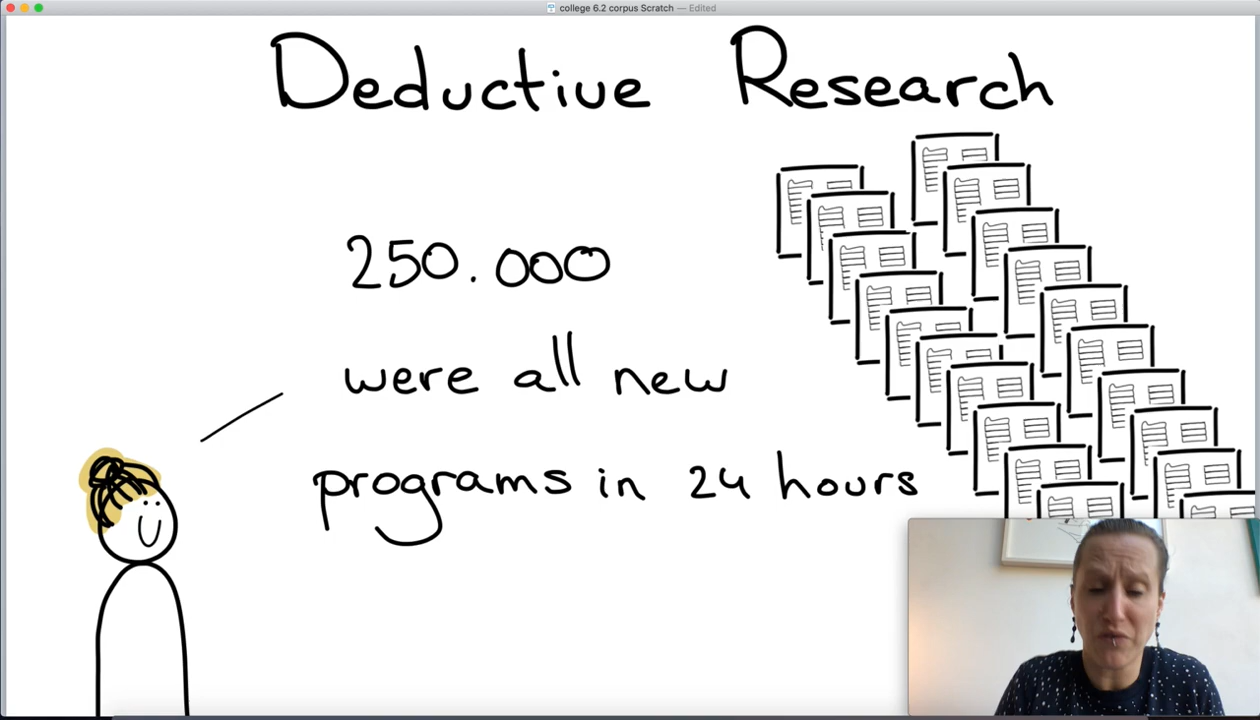 college 6.2 corpus Scratch — Edited
Deductive Research
250.000
were all new
programs in 24 hours